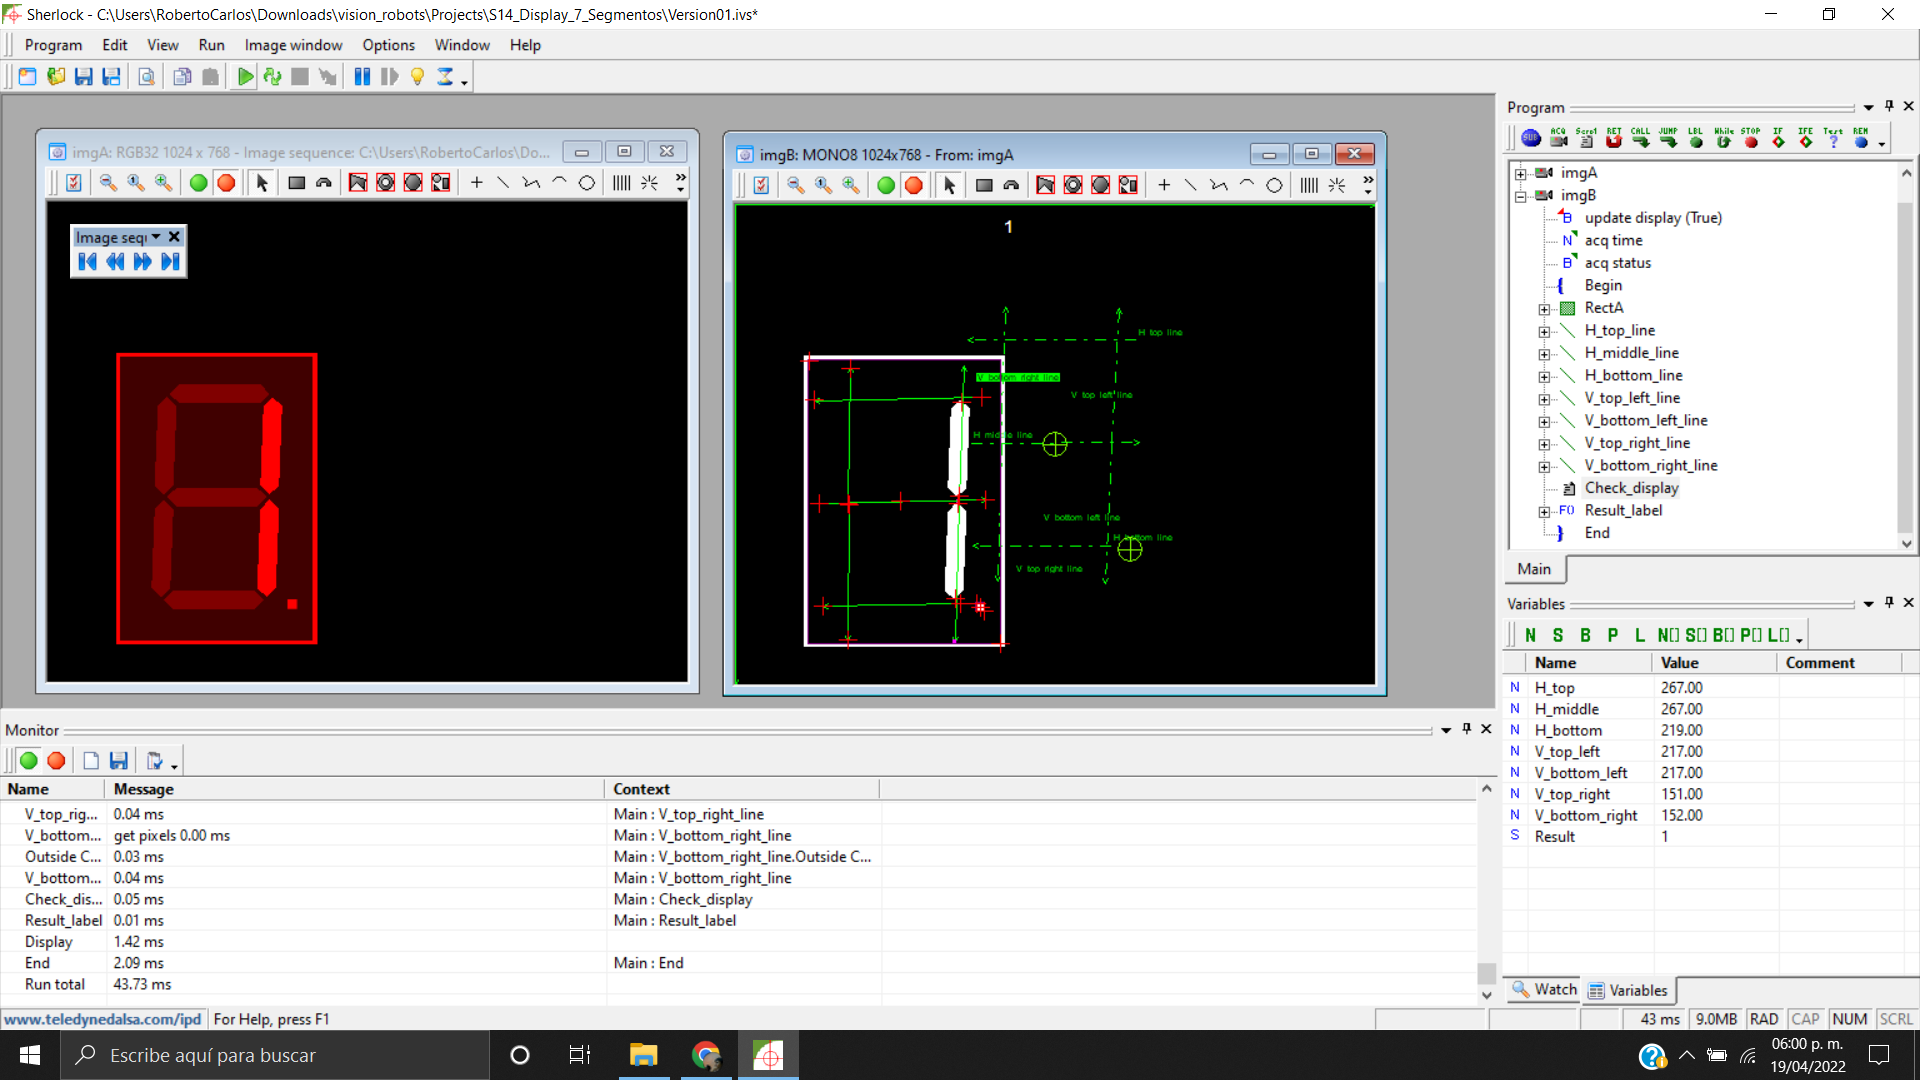 Sherlock - C:\Users\RobertoCarlos\Downloads\vision_robots\Projects\S14_Display_7_Segmentos\Version01.ivs*
Program Edit View Run Image window Options Window Help
imgA: RGB32 1024 x 768 - Image sequence: C:\Users\RobertoCarlos\Do...
Image seq
imgB: MONO8 1024x768 - From: imgA
1
H top line
V bottom right line
V top left line
H middle line
V bottom left line
H bottom line
V top right line
Program
SUB ACQ Script RET CALL JUMP LBL While STOP IF IFE Test REM
imgA
imgB
update display (True)
acq time
acq status
Begin
RectA
H_top_line
H_middle_line
H_bottom_line
V_top_left_line
V_bottom_left_line
V_top_right_line
V_bottom_right_line
Check_display
Result_label
End
Main
Variables
N S B P L N[] S[] B[] P[] L[]
Name Value Comment
N H_top 267.00
N H_middle 267.00
N H_bottom 219.00
N V_top_left 217.00
N V_bottom_left 217.00
N V_top_right 151.00
N V_bottom_right 152.00
S Result 1
Watch Variables
Monitor
Name Message Context
V_top_rig... 0.04 ms Main : V_top_right_line
V_bottom... get pixels 0.00 ms Main : V_bottom_right_line
Outside C... 0.03 ms Main : V_bottom_right_line.Outside C...
V_bottom... 0.04 ms Main : V_bottom_right_line
Check_dis... 0.05 ms Main : Check_display
Result_label 0.01 ms Main : Result_label
Display 1.42 ms
End 2.09 ms Main : End
Run total 43.73 ms
www.teledynedalsa.com/ipd For Help, press F1
43 ms 9.0MB RAD CAP NUM SCRL
Escribe aquí para buscar
06:00 p. m.
19/04/2022